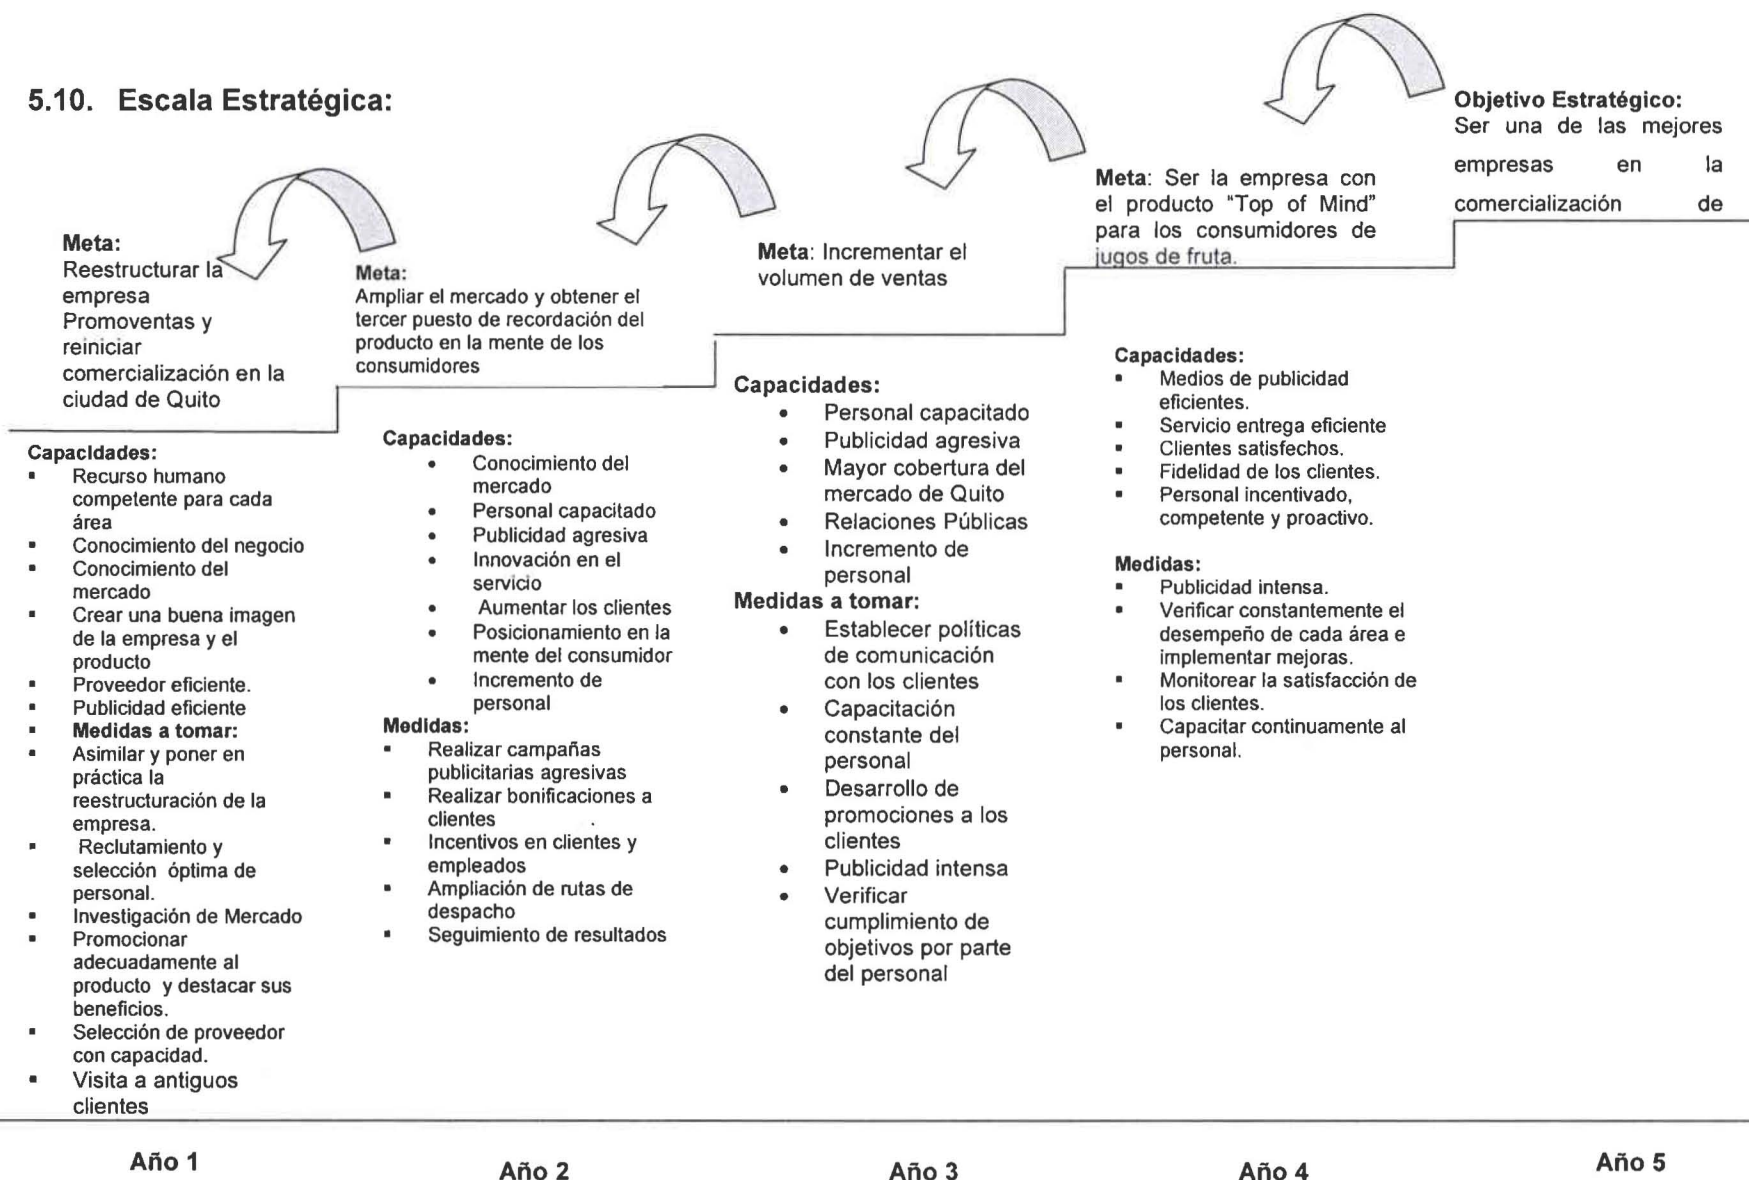 5.10. Escala Estratégica:
Meta:
Reestructurar la
empresa
Promoventas y
reiniciar
comercialización en la
ciudad de Quito
Capacidades:
▪ Recurso humano
competente para cada
área
▪ Conocimiento del negocio
▪ Conocimiento del
mercado
▪ Crear una buena imagen
de la empresa y el
producto
▪ Proveedor eficiente.
▪ Publicidad eficiente
▪ Medidas a tomar:
▪ Asimilar y poner en
práctica la
reestructuración de la
empresa.
▪ Reclutamiento y
selección óptima de
personal.
▪ Investigación de Mercado
▪ Promocionar
adecuadamente al
producto y destacar sus
beneficios.
▪ Selección de proveedor
con capacidad.
▪ Visita a antiguos
clientes
Año 1
Meta:
Ampliar el mercado y obtener el
tercer puesto de recordación del
producto en la mente de los
consumidores
Capacidades:
• Conocimiento del
mercado
• Personal capacitado
• Publicidad agresiva
• Innovación en el
servicio
• Aumentar los clientes
• Posicionamiento en la
mente del consumidor
• Incremento de
personal
Medidas:
▪ Realizar campañas
publicitarias agresivas
▪ Realizar bonificaciones a
clientes
▪ Incentivos en clientes y
empleados
▪ Ampliación de rutas de
despacho
▪ Seguimiento de resultados
Año 2
Meta: Incrementar el
volumen de ventas
Capacidades:
• Personal capacitado
• Publicidad agresiva
• Mayor cobertura del
mercado de Quito
• Relaciones Públicas
• Incremento de
personal
Medidas a tomar:
• Establecer políticas
de comunicación
con los clientes
• Capacitación
constante del
personal
• Desarrollo de
promociones a los
clientes
• Publicidad intensa
• Verificar
cumplimiento de
objetivos por parte
del personal
Año 3
Meta: Ser la empresa con
el producto “Top of Mind”
para los consumidores de
jugos de fruta.
Capacidades:
▪ Medios de publicidad
eficientes.
▪ Servicio entrega eficiente
▪ Clientes satisfechos.
▪ Fidelidad de los clientes.
▪ Personal incentivado,
competente y proactivo.
Medidas:
▪ Publicidad intensa.
▪ Verificar constantemente el
desempeño de cada área e
implementar mejoras.
▪ Monitorear la satisfacción de
los clientes.
▪ Capacitar continuamente al
personal.
Año 4
Objetivo Estratégico:
Ser una de las mejores
empresas en la
comercialización de
Año 5